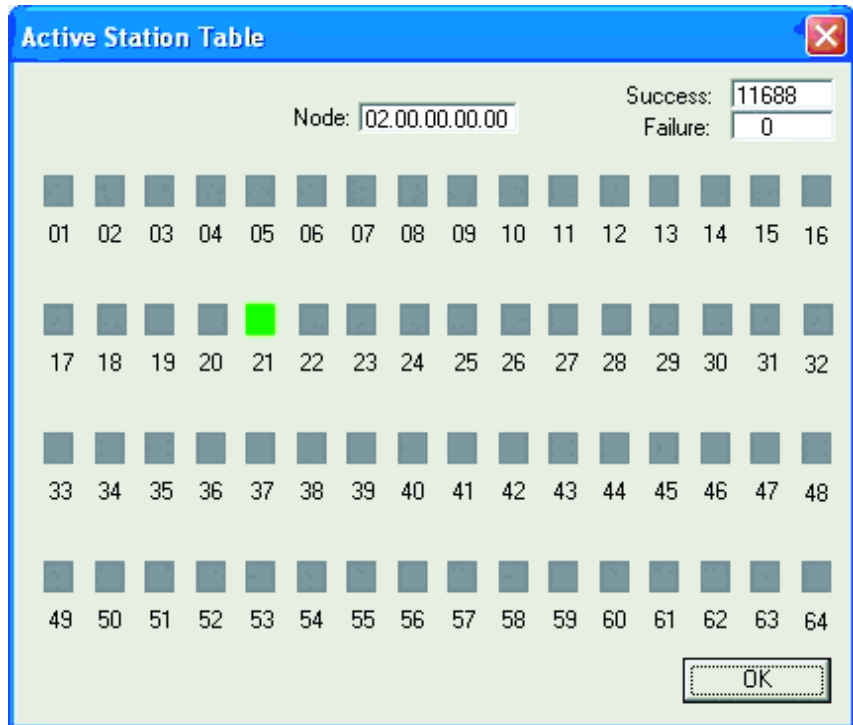 Active Station Table
Node: 02.00.00.00.00
Success: 11688
Failure: 0
01 02 03 04 05 06 07 08 09 10 11 12 13 14 15 16
17 18 19 20 21 22 23 24 25 26 27 28 29 30 31 32
33 34 35 36 37 38 39 40 41 42 43 44 45 46 47 48
49 50 51 52 53 54 55 56 57 58 59 60 61 62 63 64
OK